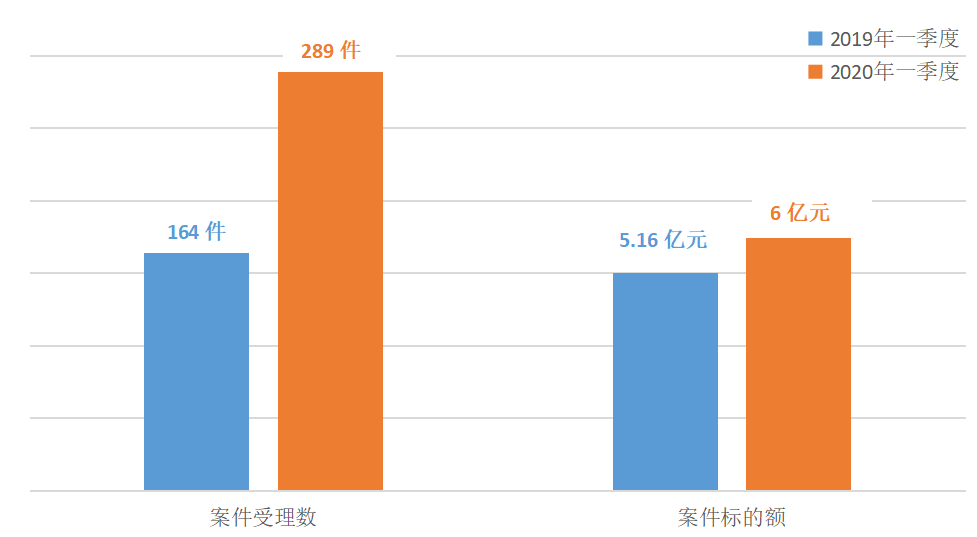 2019年一季度
2020年一季度
289 件
164 件
6 亿元
5.16 亿元
案件受理数
案件标的额